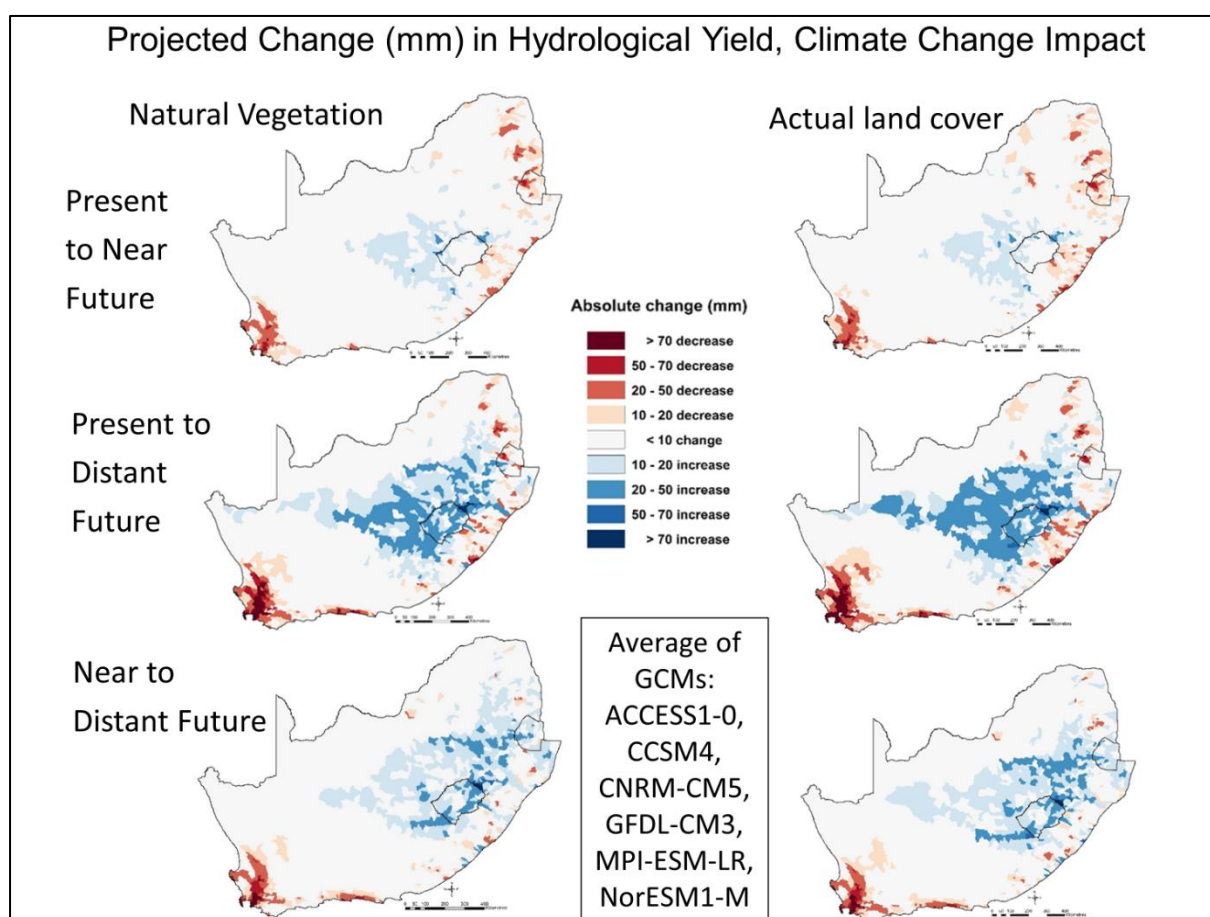 Projected Change (mm) in Hydrological Yield, Climate Change Impact
Natural Vegetation
Actual land cover
Present
to Near
Future
Absolute change (mm)
> 70 decrease
50 - 70 decrease
20 - 50 decrease
10 - 20 decrease
< 10 change
10 - 20 increase
20 - 50 increase
50 - 70 increase
> 70 increase
Present to
Distant
Future
Near to
Distant Future
Average of
GCMs:
ACCESS1-0,
CCSM4,
CNRM-CM5,
GFDL-CM3,
MPI-ESM-LR,
NorESM1-M